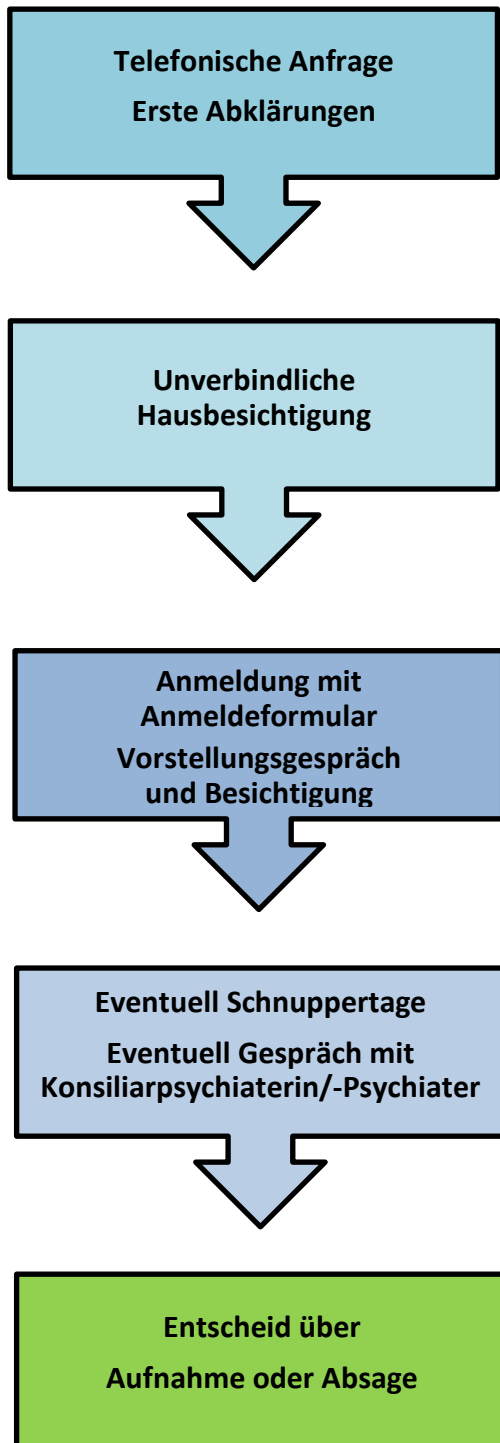 Telefonische Anfrage
Erste Abklärungen
Unverbindliche
Hausbesichtigung
Anmeldung mit
Anmeldeformular
Vorstellungsgespräch
und Besichtigung
Eventuell Schnuppertage
Eventuell Gespräch mit
Konsiliarpsychiaterin/-Psychiater
Entscheid über
Aufnahme oder Absage